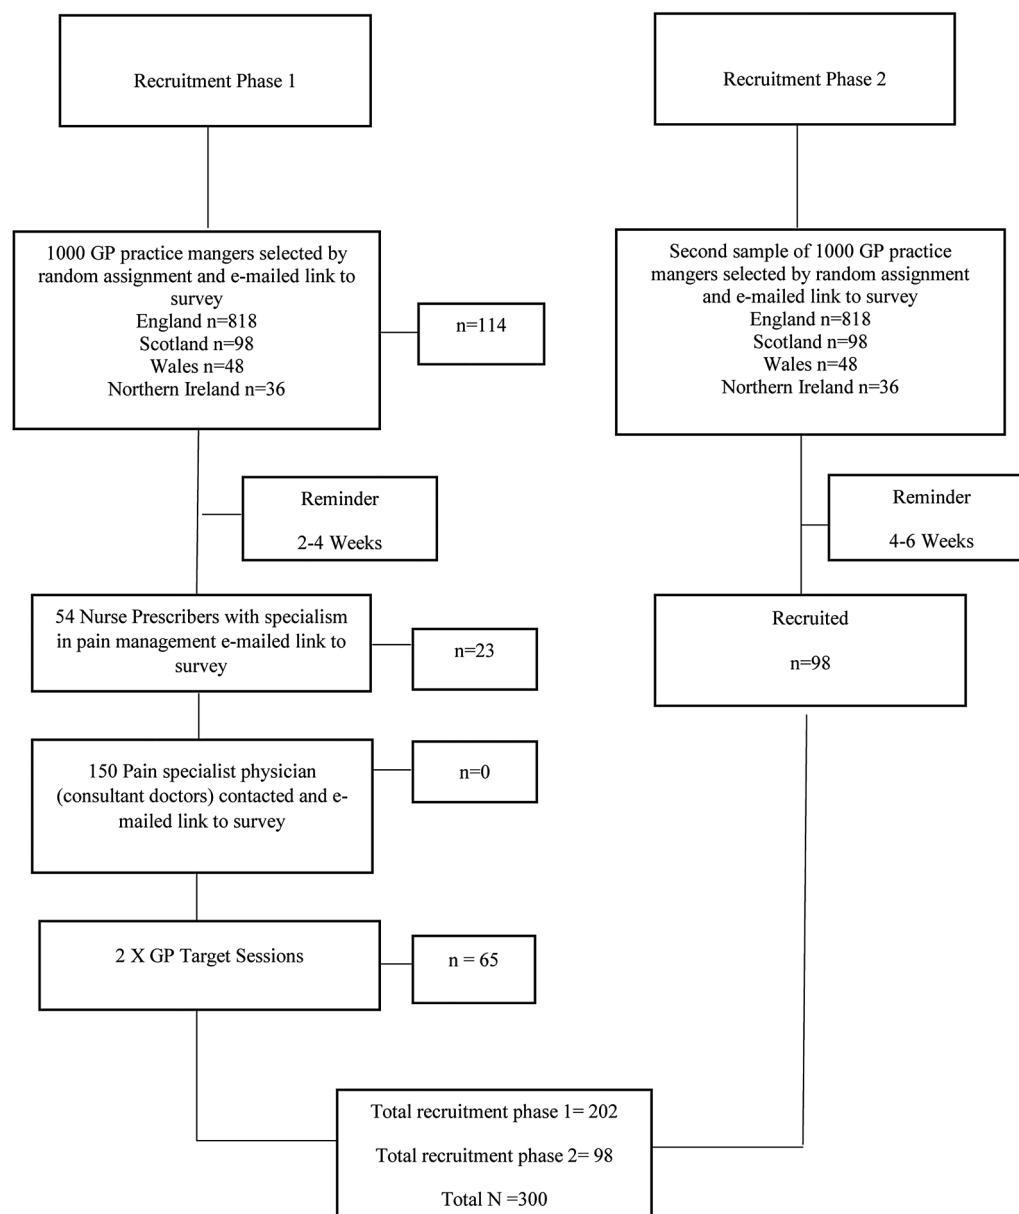 Recruitment Phase 1
1000 GP practice mangers selected by
random assignment and e-mailed link to
survey
England n=818
Scotland n=98
Wales n=48
Northern Ireland n=36
n=114
Reminder
2-4 Weeks
54 Nurse Prescribers with specialism
in pain management e-mailed link to
survey
n=23
150 Pain specialist physician
(consultant doctors) contacted and e-
mailed link to survey
n=0
2 X GP Target Sessions
n = 65
Recruitment Phase 2
Second sample of 1000 GP practice
mangers selected by random assignment
and e-mailed link to survey
England n=818
Scotland n=98
Wales n=48
Northern Ireland n=36
Reminder
4-6 Weeks
Recruited
n=98
Total recruitment phase 1= 202
Total recruitment phase 2= 98
Total N =300